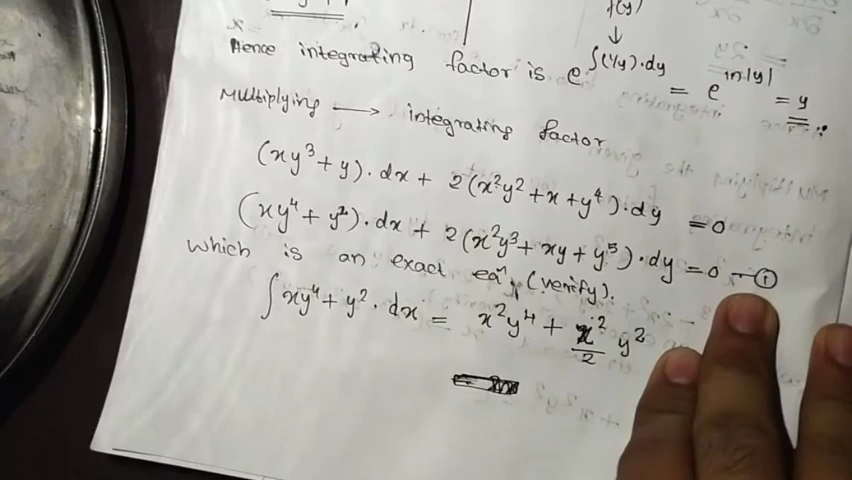 f(y)
↓
Hence integrating factor is e^∫(1/y).dy = e^ln|y| = y
Multiplying → integrating factor
(xy³+y).dx + 2(x²y²+x+y⁴).dy = 0
(xy⁴+y²).dx + 2(x²y³+xy+y⁵).dy = 0 — ①
which is an exact eqⁿ, (verify).
∫xy⁴+y².dx = x²y⁴ + x²/2 y²